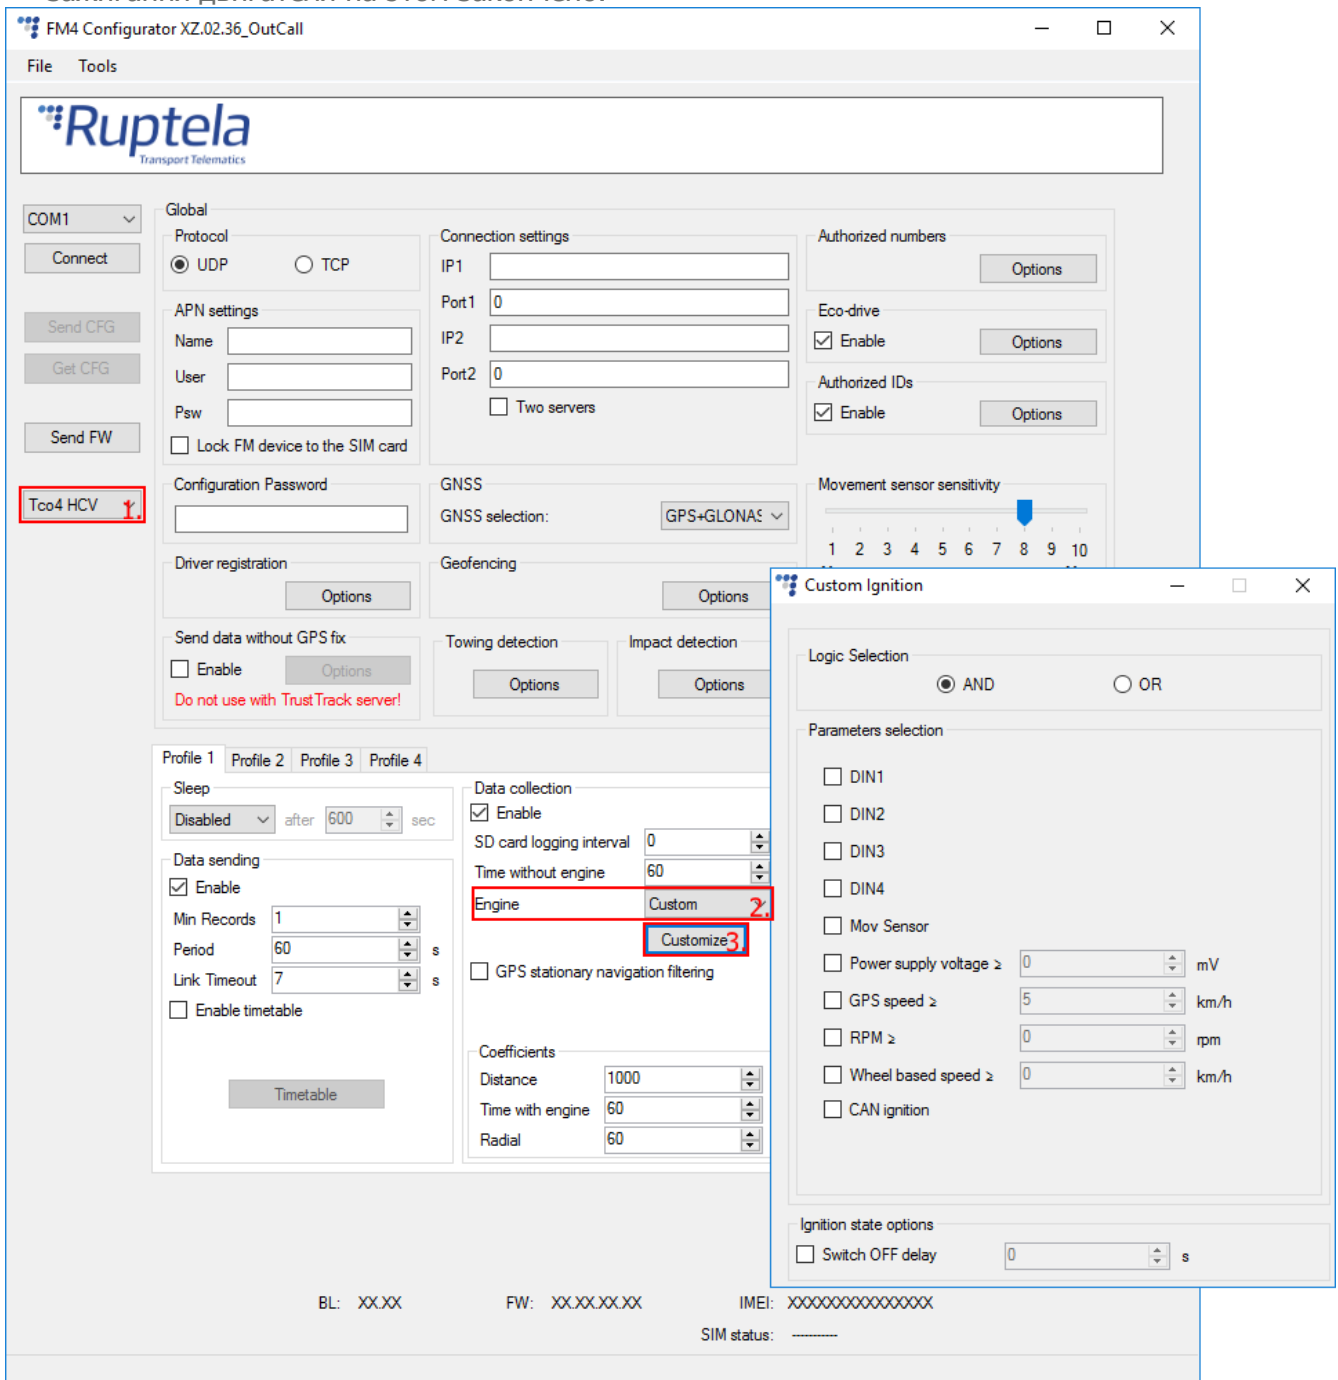 FM4 Configurator XZ.02.36_OutCall
File Tools
Ruptela
Transport Telematics
COM1
Connect
Send CFG
Get CFG
Send FW
Tco4 HCV 1.
Global
Protocol
UDP TCP
APN settings
Name
User
Psw
Lock FM device to the SIM card
Connection settings
IP1
Port1 0
IP2
Port2 0
Two servers
Authorized numbers
Options
Eco-drive
Enable Options
Authorized IDs
Enable Options
Configuration Password
GNSS
GNSS selection: GPS+GLONAS
Movement sensor sensitivity
1 2 3 4 5 6 7 8 9 10
Driver registration
Options
Geofencing
Options
Send data without GPS fix
Enable Options
Do not use with TrustTrack server!
Towing detection
Options
Impact detection
Options
Profile 1 Profile 2 Profile 3 Profile 4
Sleep
Disabled after 600 sec
Data sending
Enable
Min Records 1
Period 60 s
Link Timeout 7 s
Enable timetable
Timetable
Data collection
Enable
SD card logging interval 0
Time without engine 60
Engine Custom 2.
Customize 3.
GPS stationary navigation filtering
Coefficients
Distance 1000
Time with engine 60
Radial 60
Custom Ignition
Logic Selection
AND OR
Parameters selection
DIN1
DIN2
DIN3
DIN4
Mov Sensor
Power supply voltage ≥ 0 mV
GPS speed ≥ 5 km/h
RPM ≥ 0 rpm
Wheel based speed ≥ 0 km/h
CAN ignition
Ignition state options
Switch OFF delay 0 s
BL: XX.XX FW: XX.XX.XX.XX IMEI: XXXXXXXXXXXXXXX
SIM status: -----------